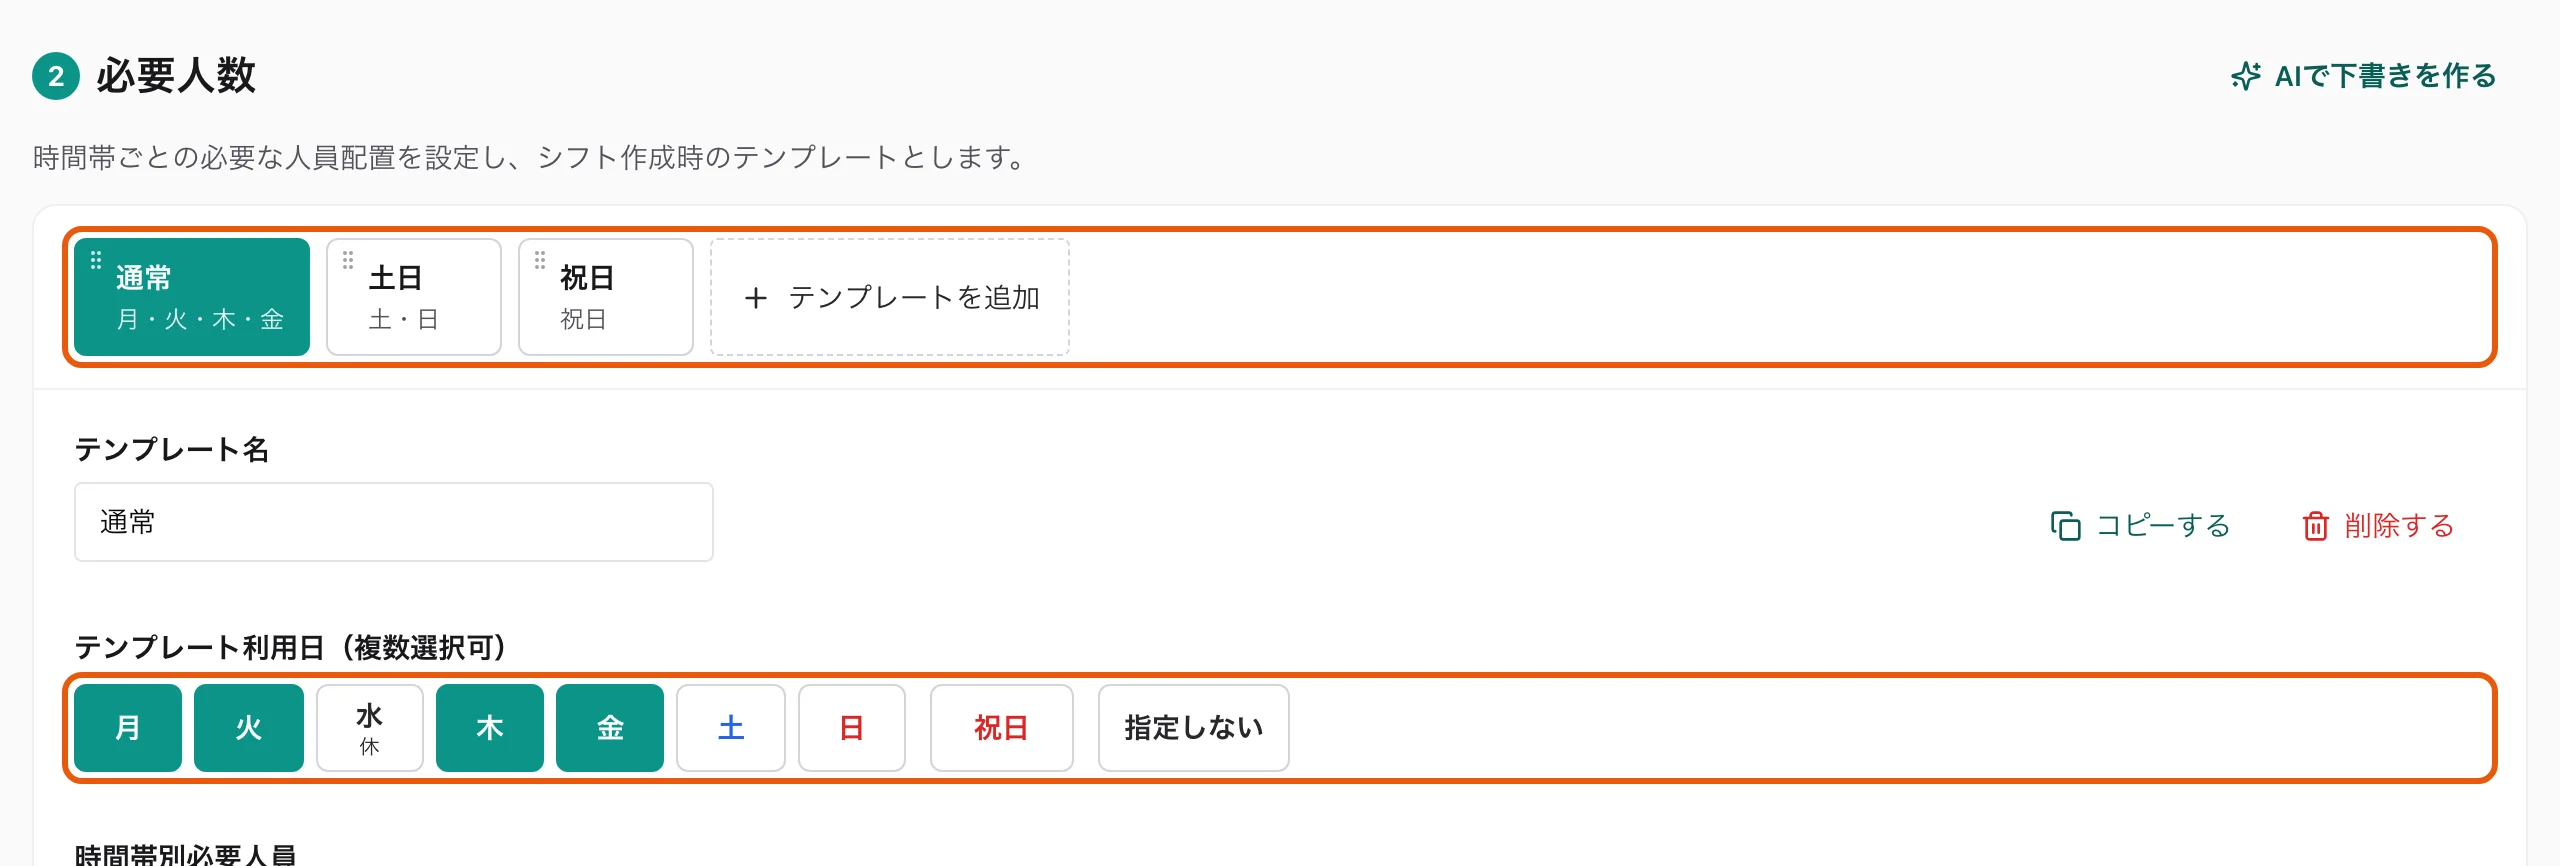 2 必要人数
AIで下書きを作る
時間帯ごとの必要な人員配置を設定し、シフト作成時のテンプレートとします。
通常
月・火・木・金
土日
土・日
祝日
祝日
+ テンプレートを追加
テンプレート名
通常
コピーする
削除する
テンプレート利用日（複数選択可）
月
火
水
休
木
金
土
日
祝日
指定しない
時間帯別必要人員